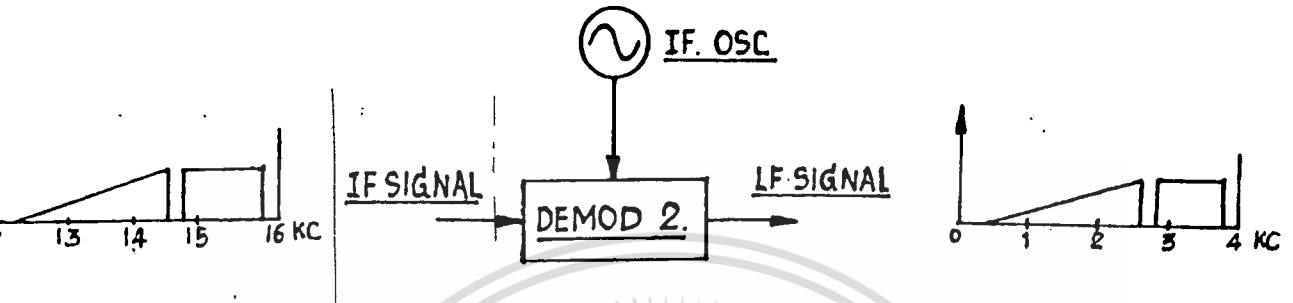 IF. OSC
IF SIGNAL
DEMOD 2.
LF SIGNAL
13 14 15 16 KC
0 1 2 3 4 KC